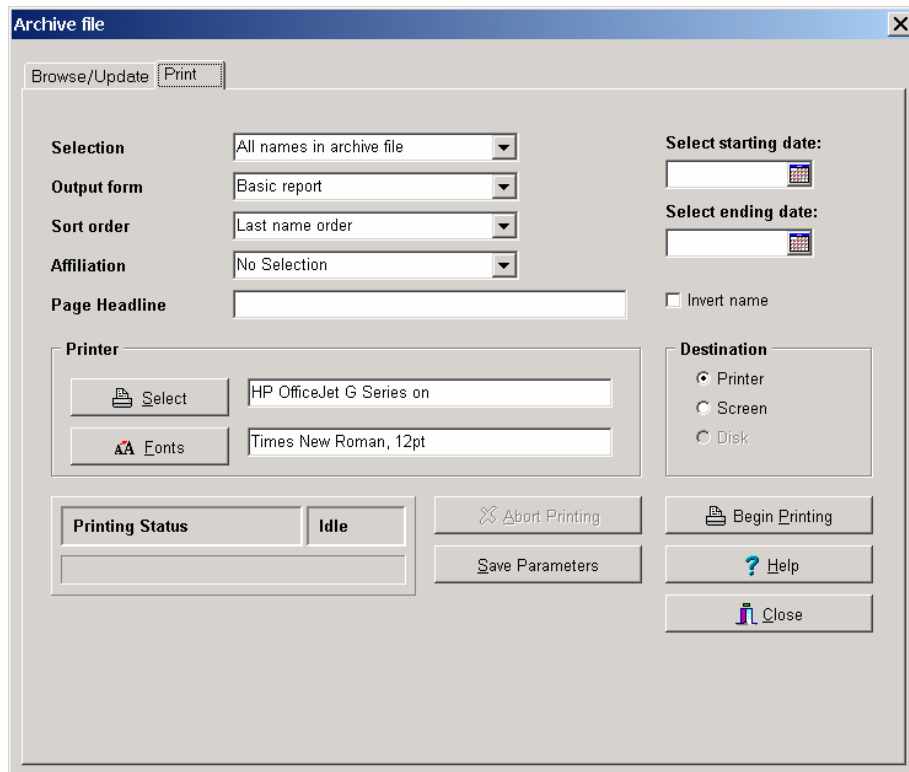 Archive file
Browse/Update
Print
Selection
All names in archive file
Output form
Basic report
Sort order
Last name order
Affiliation
No Selection
Page Headline
Select starting date:
Select ending date:
Invert name
Printer
Select
HP OfficeJet G Series on
Fonts
Times New Roman, 12pt
Destination
Printer
Screen
Disk
Printing Status
Idle
Abort Printing
Save Parameters
Begin Printing
Help
Close